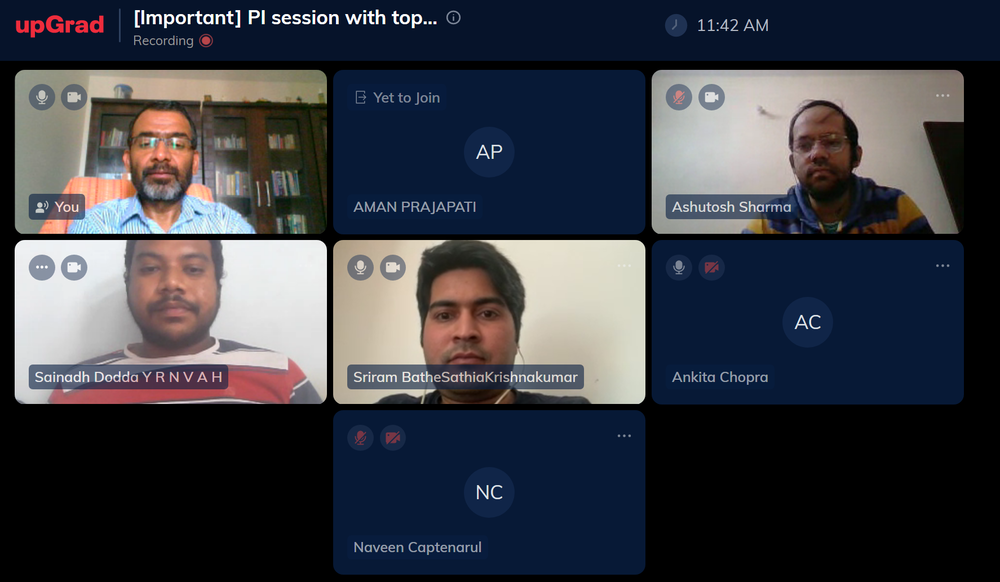 upGrad
[Important] PI session with top...
Recording
11:42 AM
You
Yet to Join
AP
AMAN PRAJAPATI
Ashutosh Sharma
Sainadh Dodda Y R N V A H
Sriram BatheSathiaKrishnakumar
AC
Ankita Chopra
NC
Naveen Captenarul